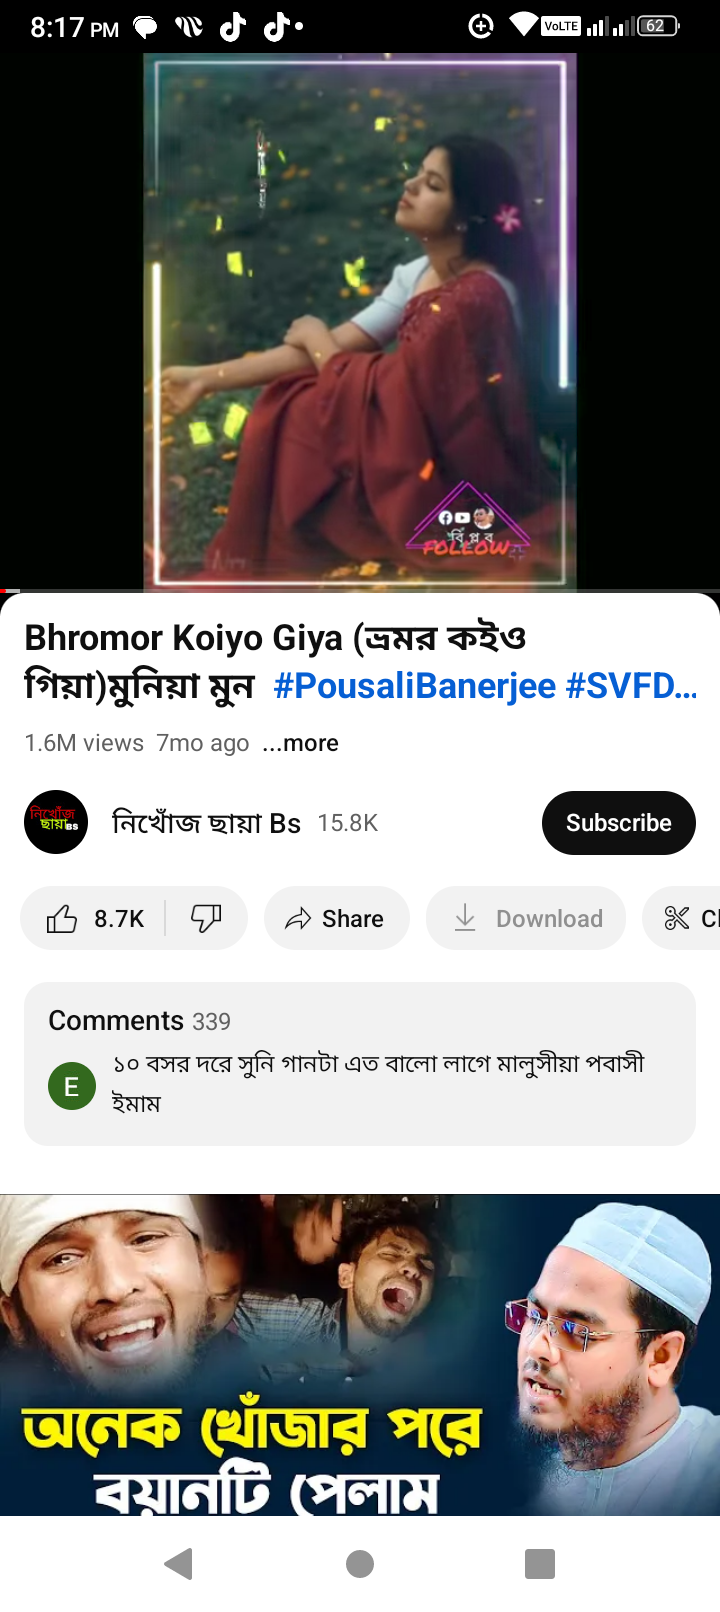 8:17 PM
VoLTE
62
বিপ্লব
FOLLOW
Bhromor Koiyo Giya (ভ্রমর কইও
গিয়া)মুনিয়া মুন #PousaliBanerjee #SVFD...
1.6M views 7mo ago ...more
নিখোঁজ
ছায়া BS
নিখোঁজ ছায়া Bs 15.8K
Subscribe
8.7K
Share
Download
Cl
Comments 339
E
১০ বসর দরে সুনি গানটা এত বালো লাগে মালুসীয়া পবাসী
ইমাম
অনেক খোঁজার পরে
বয়ানটি পেলাম